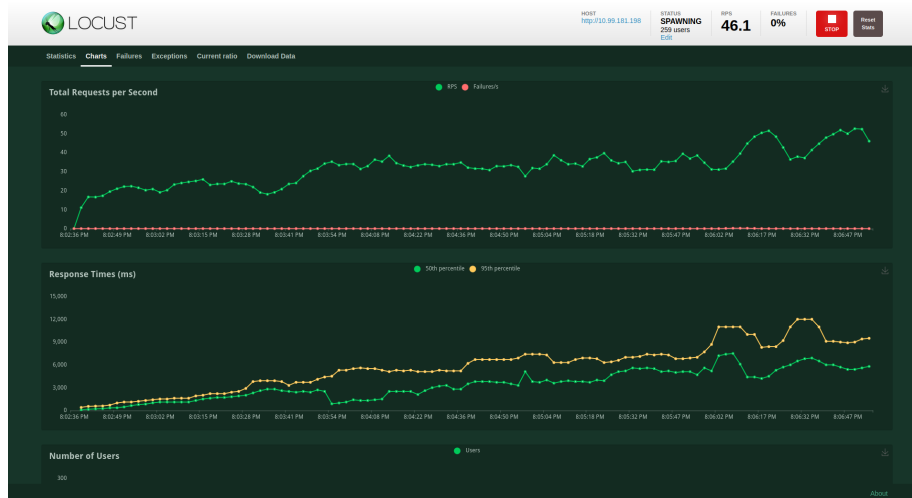 LOCUST
HOST
http://10.99.181.198
STATUS
SPAWNING
259 users
Edit
RPS
46.1
FAILURES
0%
STOP
Reset
Stats
Statistics Charts Failures Exceptions Current ratio Download Data
Total Requests per Second
RPS Failures/s
60
50
40
30
20
10
0
8:02:36 PM 8:02:49 PM 8:03:02 PM 8:03:15 PM 8:03:28 PM 8:03:41 PM 8:03:54 PM 8:04:08 PM 8:04:22 PM 8:04:36 PM 8:04:50 PM 8:05:04 PM 8:05:18 PM 8:05:32 PM 8:05:47 PM 8:06:02 PM 8:06:17 PM 8:06:32 PM 8:06:47 PM
Response Times (ms)
50th percentile 95th percentile
15,000
12,000
9,000
6,000
3,000
0
8:02:36 PM 8:02:49 PM 8:03:02 PM 8:03:15 PM 8:03:28 PM 8:03:41 PM 8:03:54 PM 8:04:08 PM 8:04:22 PM 8:04:36 PM 8:04:50 PM 8:05:04 PM 8:05:18 PM 8:05:32 PM 8:05:47 PM 8:06:02 PM 8:06:17 PM 8:06:32 PM 8:06:47 PM
Number of Users
Users
300
About